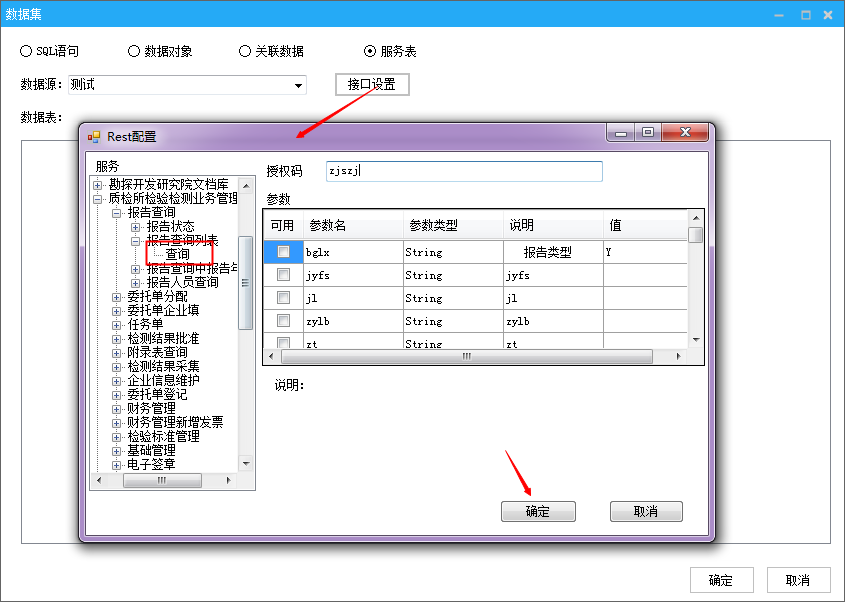 数据集
SQL语句 数据对象 关联数据 服务表
数据源: 测试 接口设置
数据表:
Rest配置
服务
勘探开发研究院文档库
质检所检验检测业务管理
报告查询
报告状态
报告查询列表
查询
报告查询中报告年
报告人员查询
委托单分配
委托单企业填
任务单
检测结果批准
附录表查询
检测结果采集
企业信息维护
委托单登记
财务管理
财务管理新增发票
检验标准管理
基础管理
电子签章
授权码 zjszj
参数
可用 参数名 参数类型 说明 值
bglx String 报告类型 Y
jyfs String jyfs
jl String jl
zylb String zylb
zt String zt
说明:
确定 取消
确定 取消